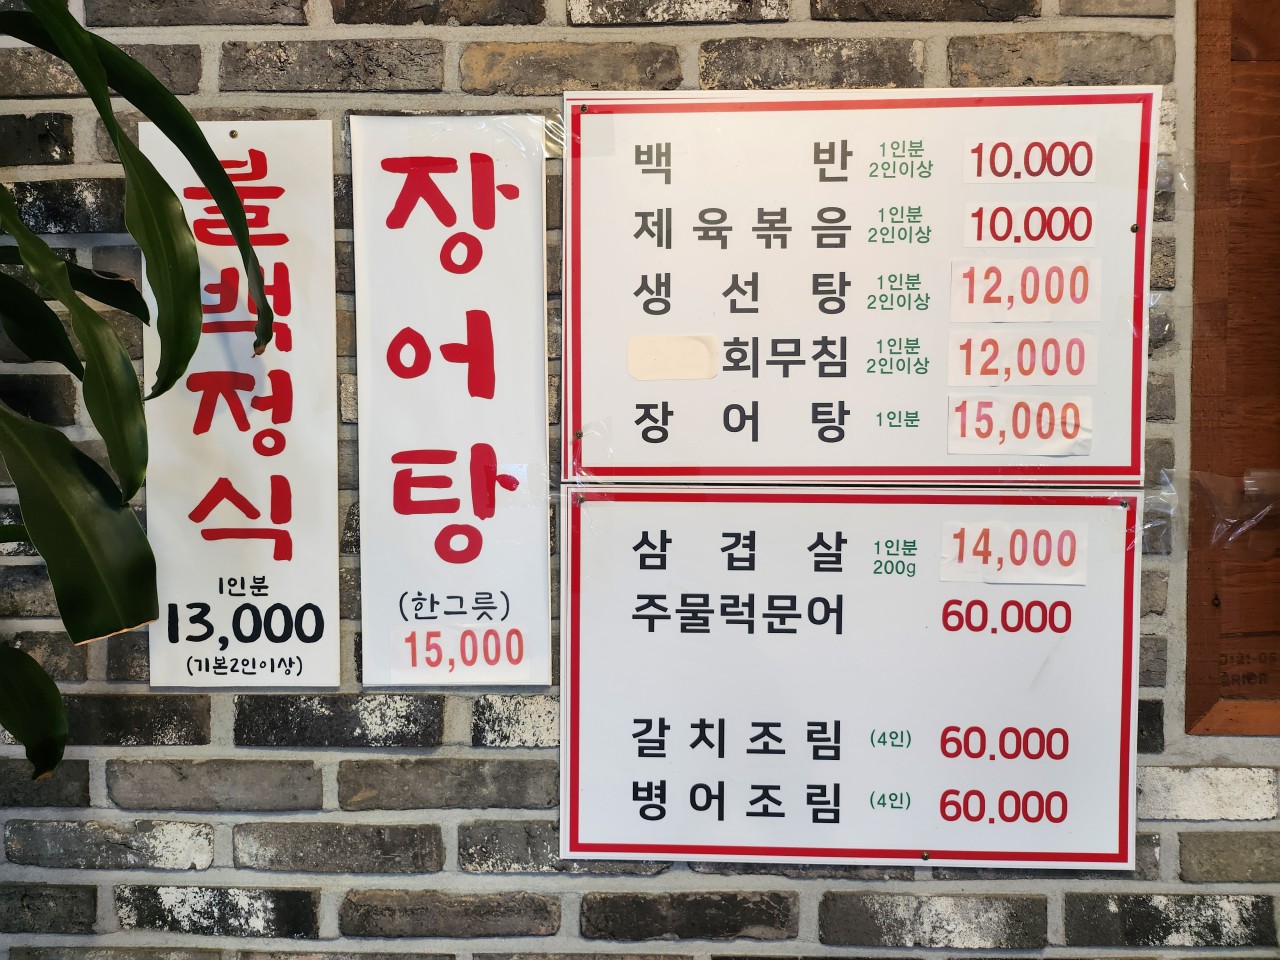 불백정식
1인분
13,000
(기본2인이상)
장어탕
(한그릇)
15,000
백반 1인분 2인이상 10.000
제육볶음 1인분 2인이상 10.000
생선탕 1인분 2인이상 12,000
회무침 1인분 2인이상 12,000
장어탕 1인분 15,000
삼겹살 1인분 200g 14,000
주물럭문어 60.000
갈치조림 (4인) 60.000
병어조림 (4인) 60.000